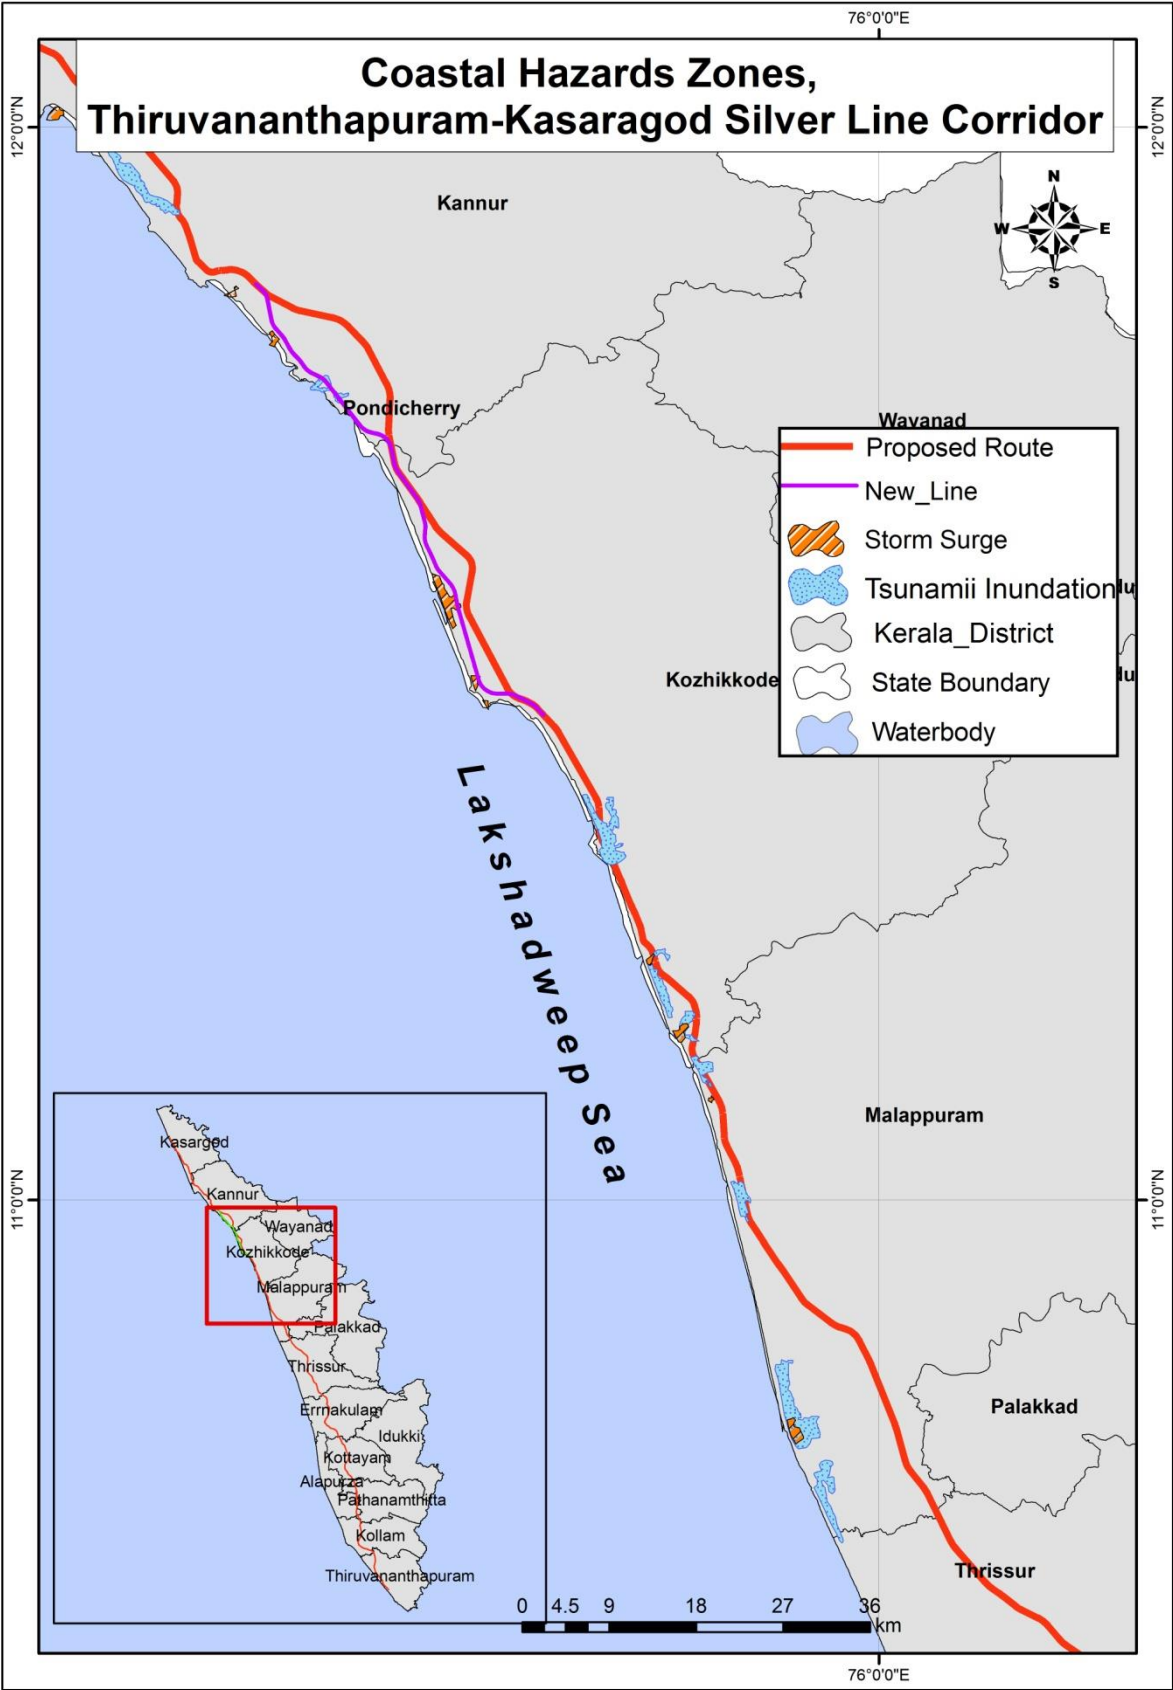 76°0'0"E
Coastal Hazards Zones,
Thiruvananthapuram-Kasaragod Silver Line Corridor
12°0'0"N
12°0'0"N
N
W
E
S
Kannur
Pondicherry
Wayanad
Proposed Route
New_Line
Storm Surge
Tsunamii Inundation
Kerala_District
State Boundary
Waterbody
Kozhikkode
Lakshadweep Sea
Malappuram
11°0'0"N
11°0'0"N
Palakkad
Thrissur
Kasargod
Kannur
Wayanad
Kozhikkode
Malappuram
Palakkad
Thrissur
Errnakulam
Idukki
Kottayam
Alapurza
Pathanamthitta
Kollam
Thiruvananthapuram
0 4.5 9 18 27 36
km
76°0'0"E